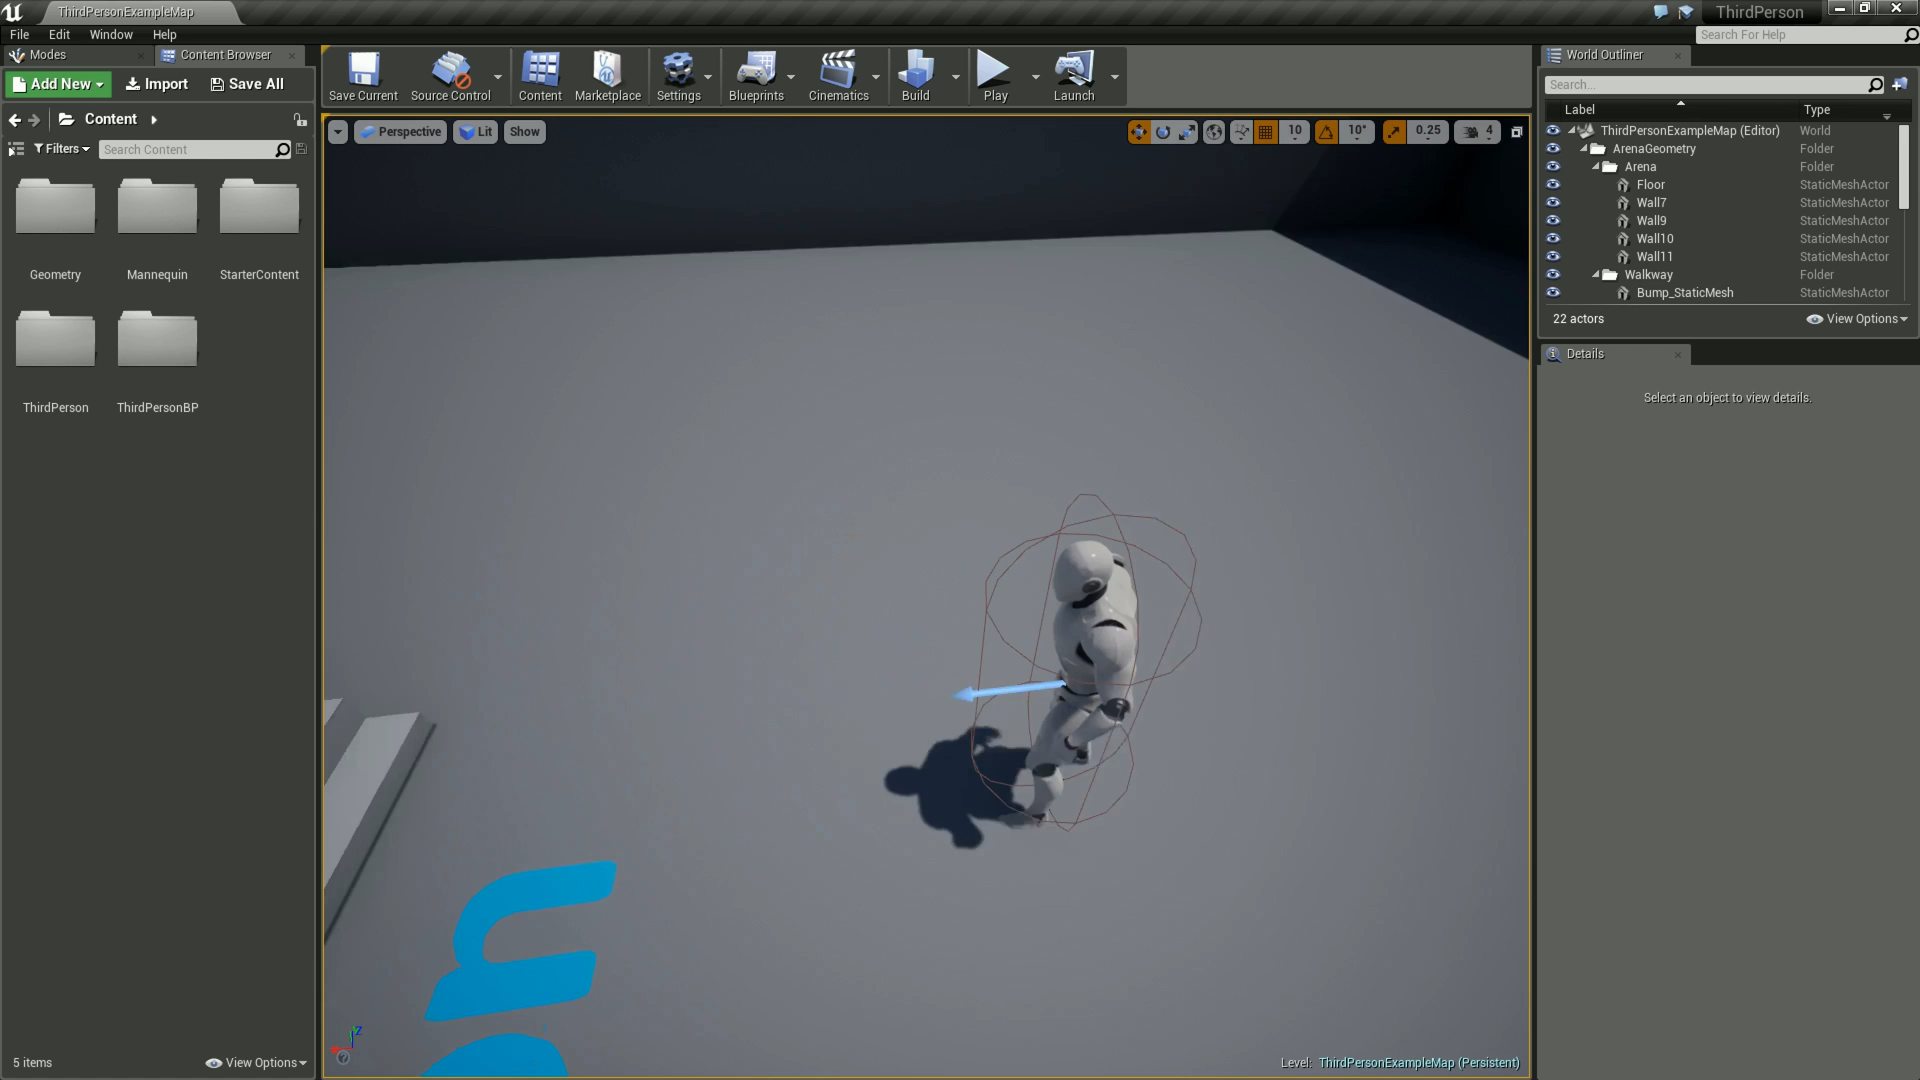 ThirdPersonExampleMap
ThirdPerson
File Edit Window Help
Search For Help
Modes
Content Browser
Add New
Import
Save All
Content
Filters
Search Content
Geometry
Mannequin
StarterContent
ThirdPerson
ThirdPersonBP
5 items
View Options
Save Current
Source Control
Content
Marketplace
Settings
Blueprints
Cinematics
Build
Play
Launch
Perspective
Lit
Show
10
10°
0.25
4
Level: ThirdPersonExampleMap (Persistent)
World Outliner
Search...
Label Type
ThirdPersonExampleMap (Editor) World
ArenaGeometry Folder
Arena Folder
Floor StaticMeshActor
Wall7 StaticMeshActor
Wall9 StaticMeshActor
Wall10 StaticMeshActor
Wall11 StaticMeshActor
Walkway Folder
Bump_StaticMesh StaticMeshActor
22 actors
View Options
Details
Select an object to view details.
Z